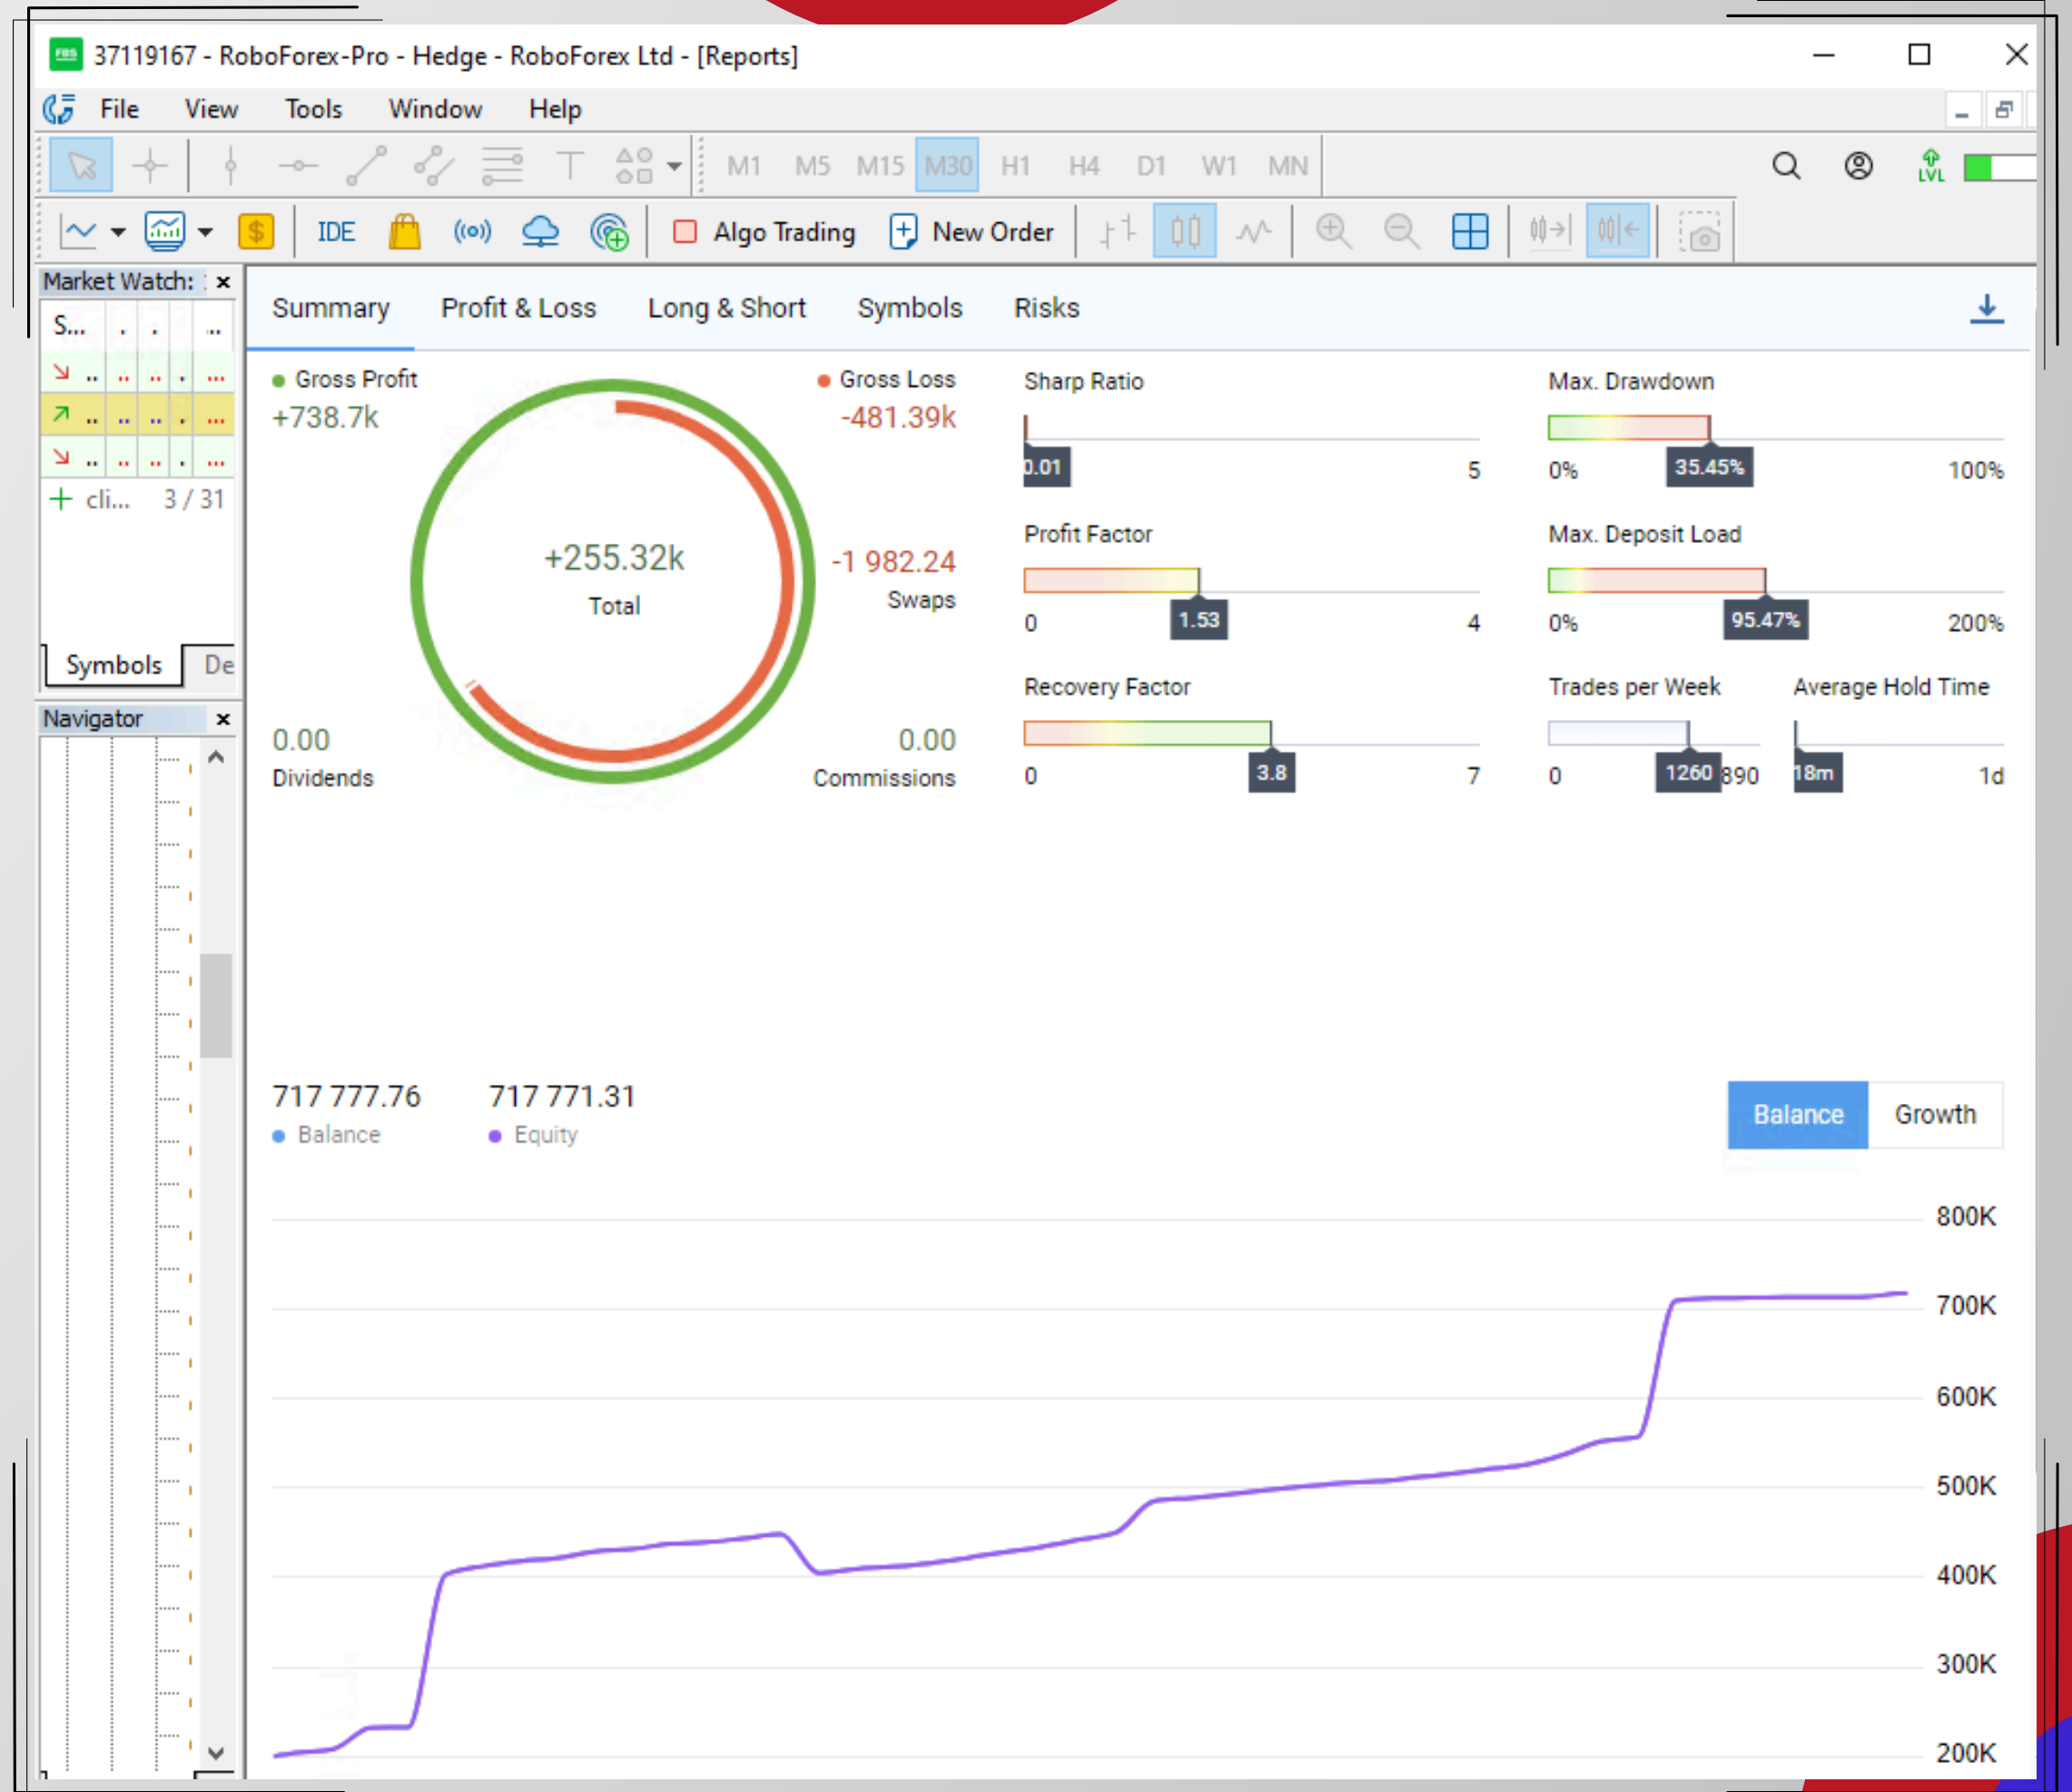 FBS 37119167 - RoboForex-Pro - Hedge - RoboForex Ltd - [Reports]
File View Tools Window Help
M1 M5 M15 M30 H1 H4 D1 W1 MN LVL
IDE Algo Trading New Order
Market Watch:
S...
cli... 3 / 31
Symbols De
Navigator
Summary Profit & Loss Long & Short Symbols Risks
Gross Profit
+738.7k
Gross Loss
-481.39k
+255.32k
Total
-1 982.24
Swaps
0.00
Dividends
0.00
Commissions
Sharp Ratio
0.01 5
Max. Drawdown
0% 35.45% 100%
Profit Factor
0 1.53 4
Max. Deposit Load
0% 95.47% 200%
Recovery Factor
0 3.8 7
Trades per Week
0 1260 890
Average Hold Time
18m 1d
717 777.76 717 771.31
Balance Equity
Balance Growth
800K
700K
600K
500K
400K
300K
200K